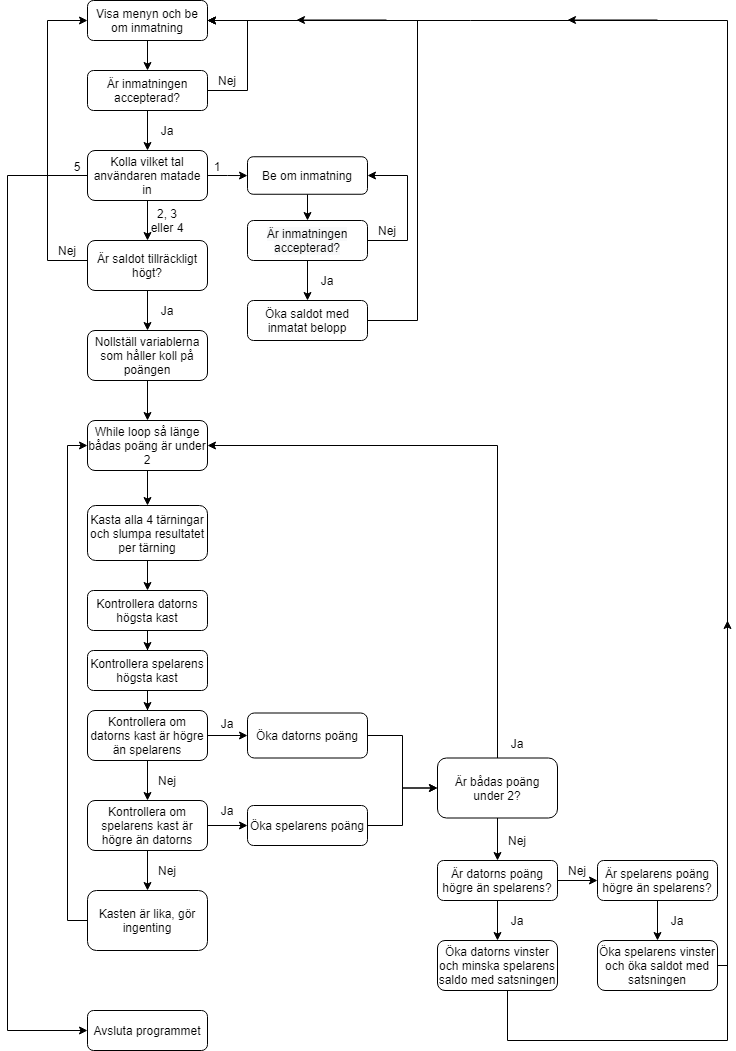 Visa menyn och be
om inmatning
Är inmatningen
accepterad?
Nej
Ja
Kolla vilket tal
användaren matade
in
5
1
Be om inmatning
Är inmatningen
accepterad?
Nej
Ja
Öka saldot med
inmatat belopp
2, 3
eller 4
Är saldot tillräckligt
högt?
Nej
Ja
Nollställ variablerna
som håller koll på
poängen
While loop så länge
bådas poäng är under
2
Kasta alla 4 tärningar
och slumpa resultatet
per tärning
Kontrollera datorns
högsta kast
Kontrollera spelarens
högsta kast
Kontrollera om
datorns kast är högre
än spelarens
Ja
Öka datorns poäng
Nej
Kontrollera om
spelarens kast är
högre än datorns
Ja
Öka spelarens poäng
Nej
Kasten är lika, gör
ingenting
Ja
Är bådas poäng
under 2?
Nej
Är datorns poäng
högre än spelarens?
Nej
Är spelarens poäng
högre än spelarens?
Ja
Öka datorns vinster
och minska spelarens
saldo med satsningen
Ja
Öka spelarens vinster
och öka saldot med
satsningen
Avsluta programmet